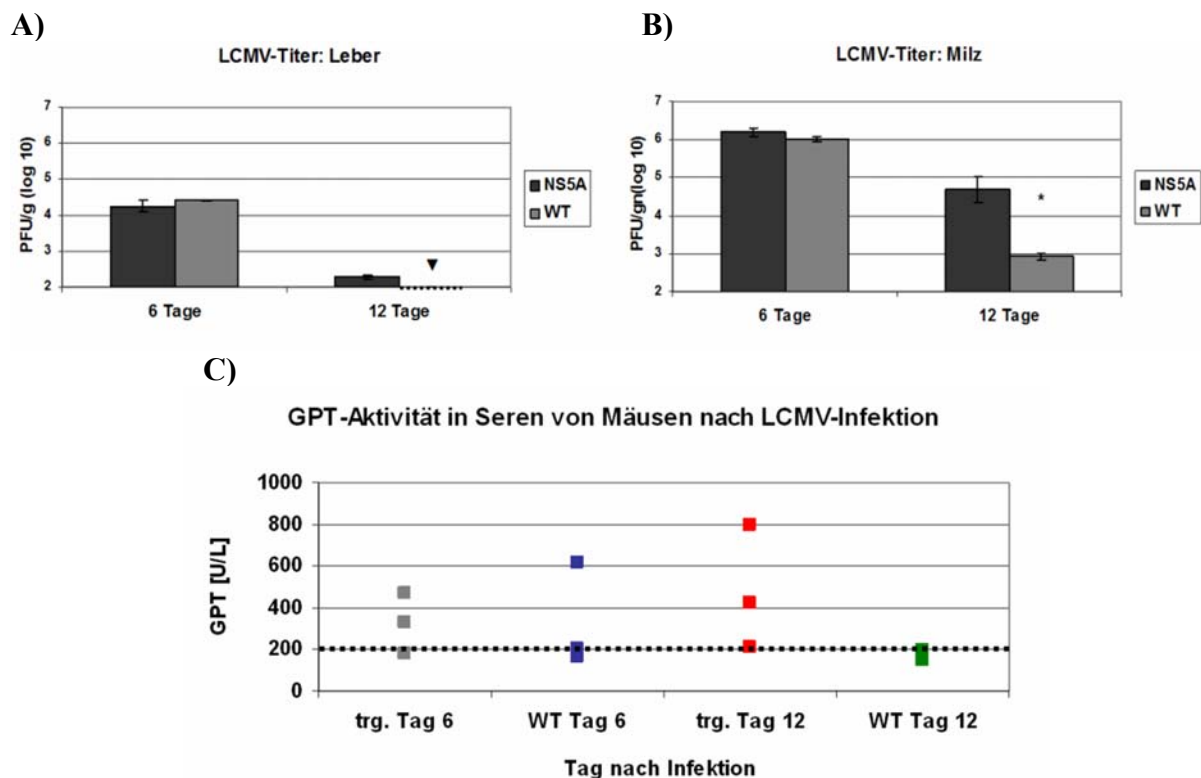 A)
LCMV-Titer: Leber
PFU/g (log 10)
7
6
5
4
3
2
6 Tage
12 Tage
NS5A
WT
B)
LCMV-Titer: Milz
PFU/gn(log 10)
7
6
5
4
3
2
*
6 Tage
12 Tage
NS5A
WT
C)
GPT-Aktivität in Seren von Mäusen nach LCMV-Infektion
GPT [U/L]
1000
800
600
400
200
0
trg. Tag 6
WT Tag 6
trg. Tag 12
WT Tag 12
Tag nach Infektion